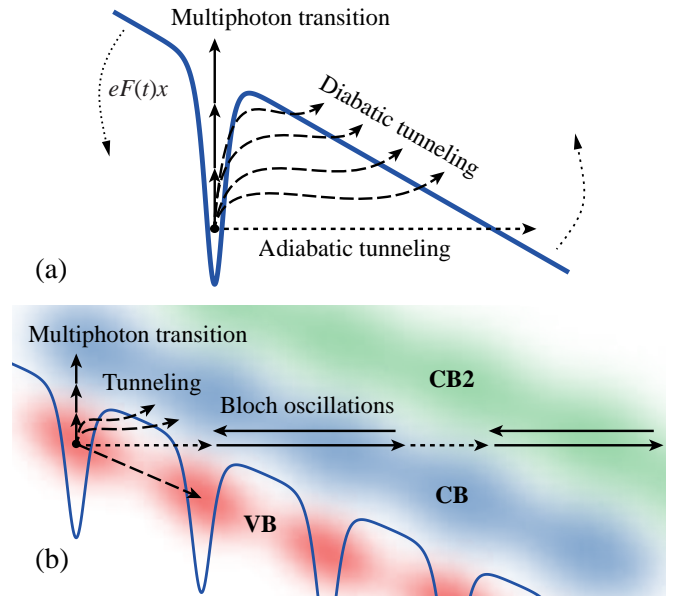 Multiphoton transition
eF(t)x
Diabatic tunneling
Adiabatic tunneling
(a)
Multiphoton transition
Tunneling
Bloch oscillations
CB2
CB
VB
(b)